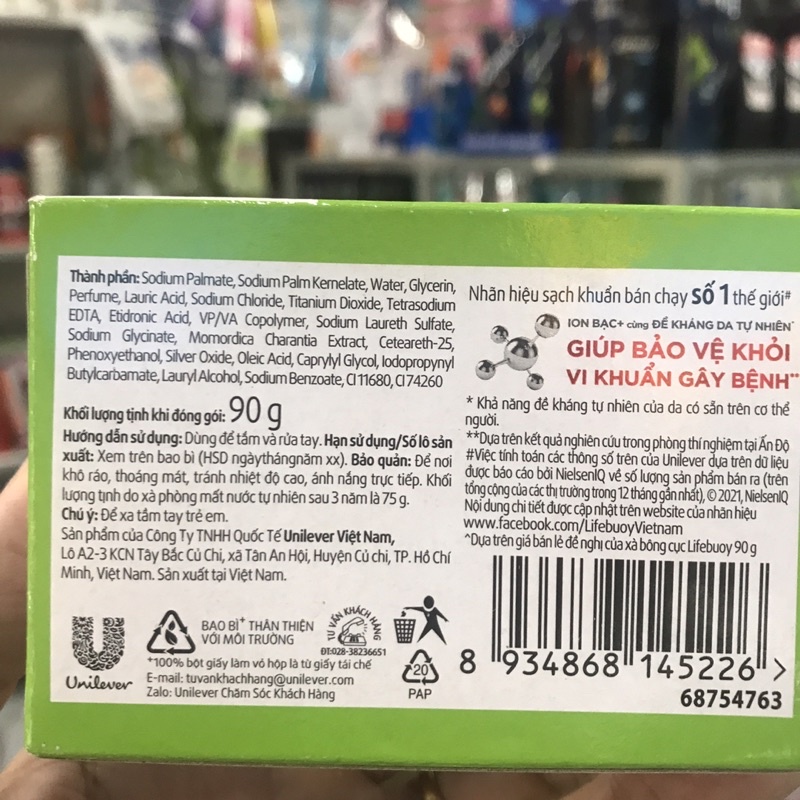 Thành phần: Sodium Palmate, Sodium Palm Kernelate, Water, Glycerin,
Perfume, Lauric Acid, Sodium Chloride, Titanium Dioxide, Tetrasodium
EDTA, Etidronic Acid, VP/VA Copolymer, Sodium Laureth Sulfate,
Sodium Glycinate, Momordica Charantia Extract, Ceteareth-25,
Phenoxyethanol, Silver Oxide, Oleic Acid, Caprylyl Glycol, Iodopropynyl
Butylcarbamate, Lauryl Alcohol, Sodium Benzoate, CI 11680, CI 74260
Khối lượng tịnh khi đóng gói: 90 g
Hướng dẫn sử dụng: Dùng để tắm và rửa tay. Hạn sử dụng/Số lô sản
xuất: Xem trên bao bì (HSD ngàythángnăm xx). Bảo quản: Để nơi
khô ráo, thoáng mát, tránh nhiệt độ cao, ánh nắng trực tiếp. Khối
lượng tịnh do xà phòng mất nước tự nhiên sau 3 năm là 75 g.
Chú ý: Để xa tầm tay trẻ em.
Sản phẩm của Công Ty TNHH Quốc Tế Unilever Việt Nam,
Lô A2-3 KCN Tây Bắc Củ Chi, xã Tân An Hội, Huyện Củ chi, TP. Hồ Chí
Minh, Việt Nam. Sản xuất tại Việt Nam.
Unilever
BAO BÌ+ THÂN THIỆN
VỚI MÔI TRƯỜNG
TƯ VẤN KHÁCH HÀNG
ĐT:028-38236651
+100% bột giấy làm vỏ hộp là từ giấy tái chế
E-mail: tuvankhachhang@unilever.com
Zalo: Unilever Chăm Sóc Khách Hàng
20
PAP
Nhãn hiệu sạch khuẩn bán chạy số 1 thế giới#
ION BẠC+ cùng ĐỀ KHÁNG DA TỰ NHIÊN*
GIÚP BẢO VỆ KHỎI
VI KHUẨN GÂY BỆNH**
* Khả năng đề kháng tự nhiên của da có sẵn trên cơ thể
người.
**Dựa trên kết quả nghiên cứu trong phòng thí nghiệm tại Ấn Độ
#Việc tính toán các thông số trên của Unilever dựa trên dữ liệu
được báo cáo bởi NielsenIQ về số lượng sản phẩm bán ra (trên
tổng cộng của các thị trường trong 12 tháng gần nhất), © 2021, NielsenIQ
Nội dung chi tiết được cập nhật trên website của nhãn hiệu
www.facebook.com/LifebuoyVietnam
^Dựa trên giá bán lẻ đề nghị của xà bông cục Lifebuoy 90 g
8 934868 145226 >
68754763